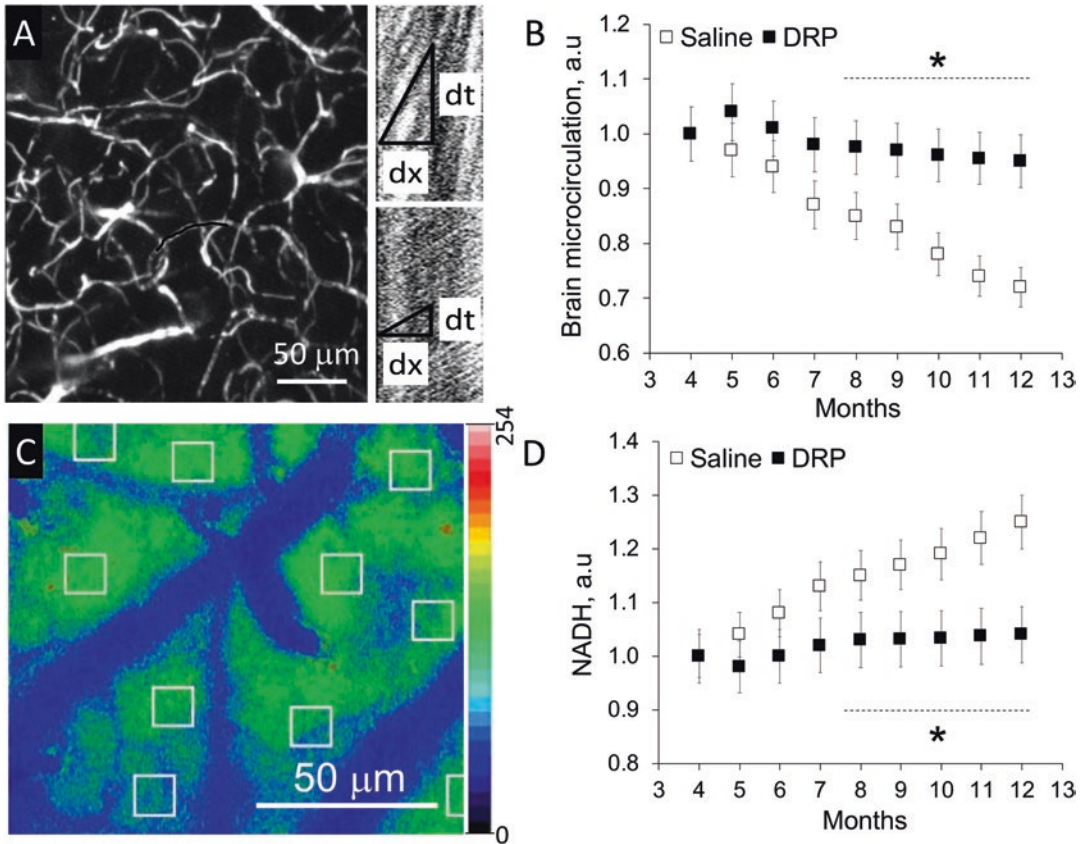 A
dt
dx
dt
dx
50 μm
B
Saline DRP
*
Brain microcirculation, a.u
1.2
1.1
1.0
0.9
0.8
0.7
0.6
3 4 5 6 7 8 9 10 11 12 13
Months
C
254
0
50 μm
D
Saline DRP
*
NADH, a.u
1.4
1.3
1.2
1.1
1.0
0.9
0.8
3 4 5 6 7 8 9 10 11 12 13
Months